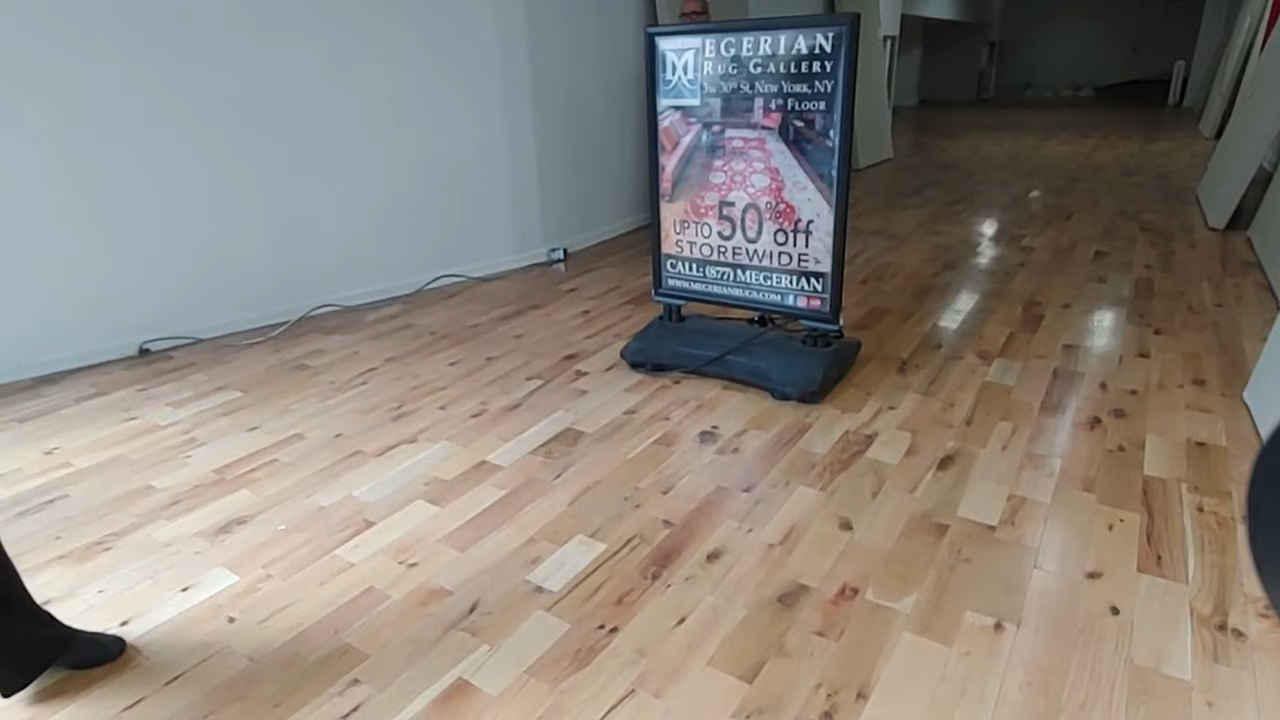 MEGERIAN
RUG GALLERY
3W 30th St, New York, NY
4th Floor
UP TO 50% off
STOREWIDE*
CALL: (877) MEGERIAN
WWW.MEGERIANRUGS.COM